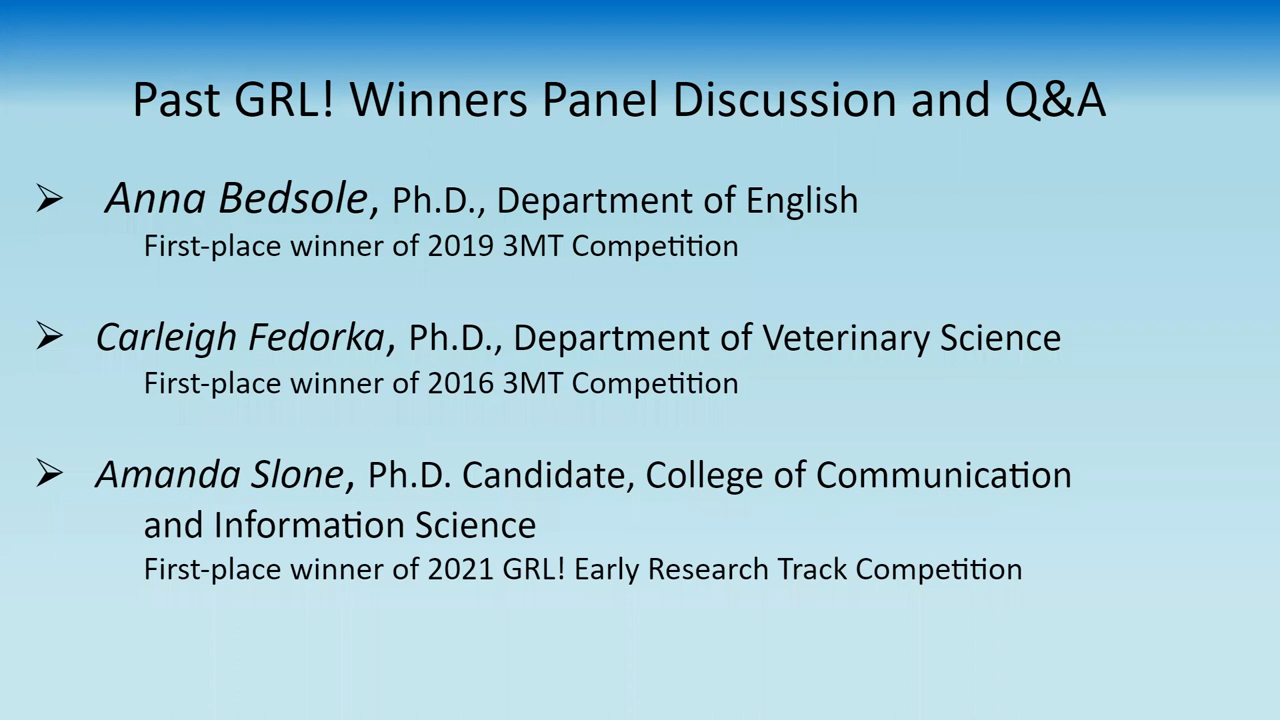 Past GRL! Winners Panel Discussion and Q&A
➢ Anna Bedsole, Ph.D., Department of English
First-place winner of 2019 3MT Competition
➢ Carleigh Fedorka, Ph.D., Department of Veterinary Science
First-place winner of 2016 3MT Competition
➢ Amanda Slone, Ph.D. Candidate, College of Communication
and Information Science
First-place winner of 2021 GRL! Early Research Track Competition